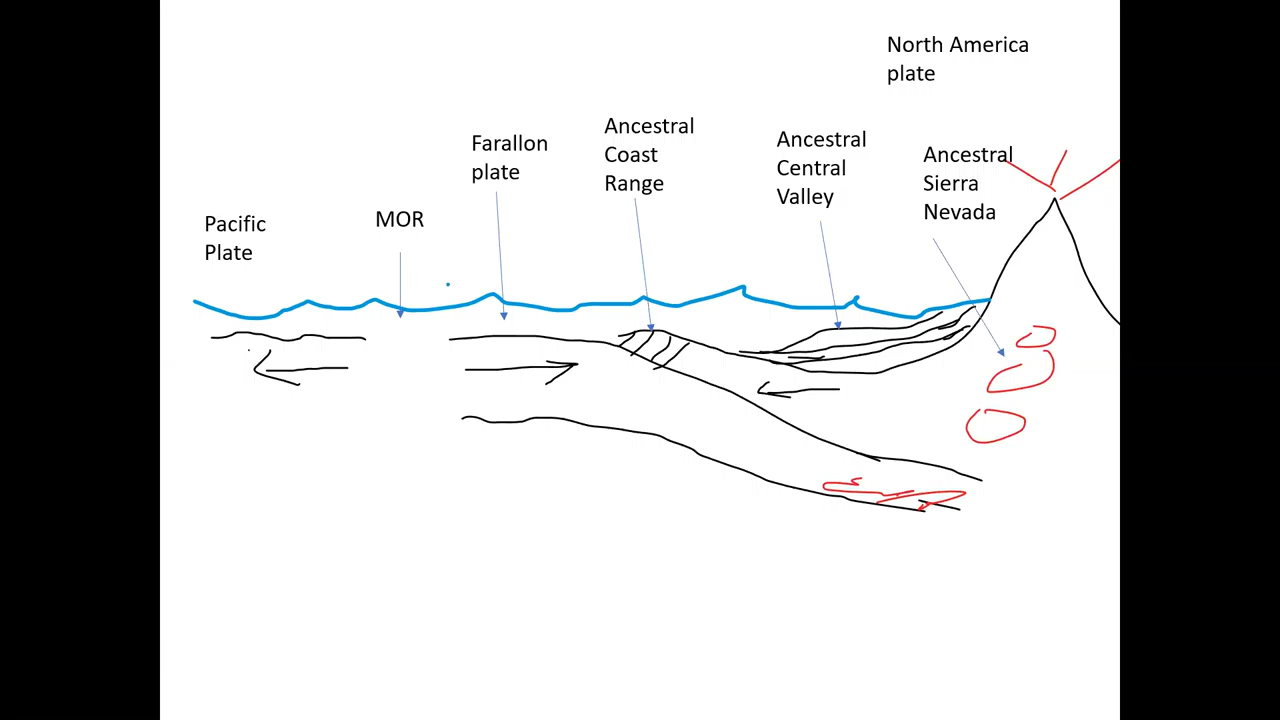 North America
plate
Ancestral
Coast
Range
Farallon
plate
Ancestral
Central
Valley
Ancestral
Sierra
Nevada
Pacific
Plate
MOR